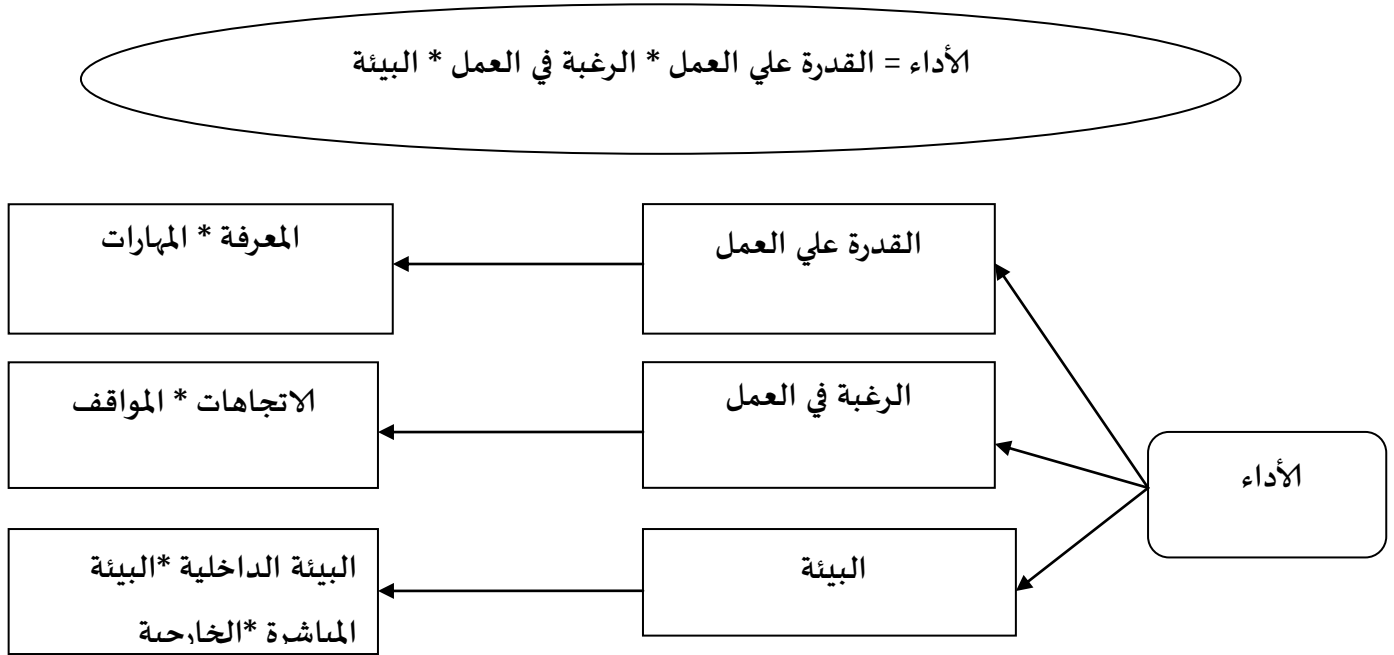 الأداء = القدرة علي العمل * الرغبة في العمل * البيئة
القدرة علي العمل
المعرفة * المهارات
الرغبة في العمل
الاتجاهات * المواقف
الأداء
البيئة
البيئة الداخلية *البيئة
المباشرة *الخارجية